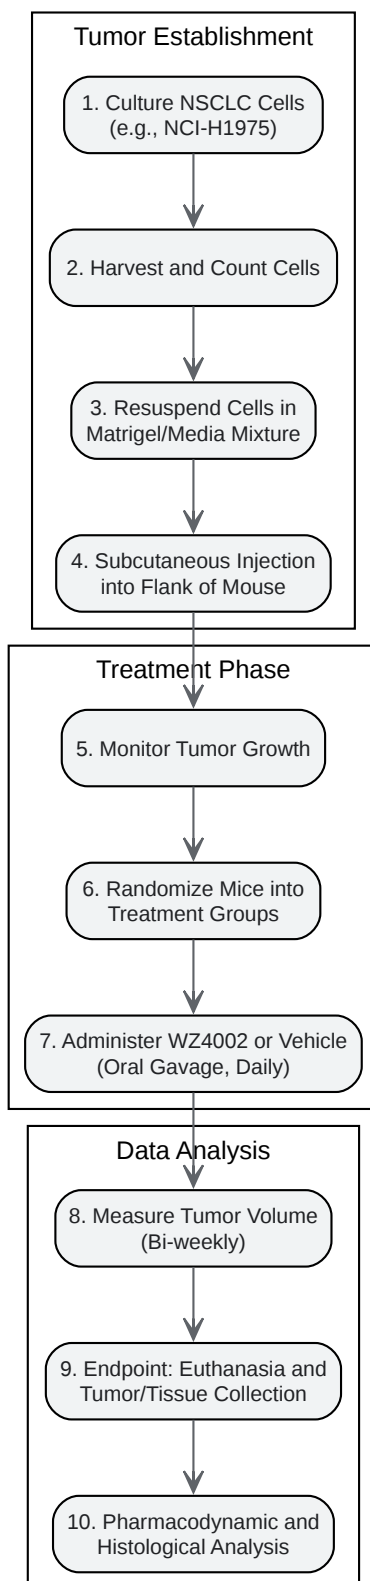 Tumor Establishment
1. Culture NSCLC Cells
(e.g., NCI-H1975)
2. Harvest and Count Cells
3. Resuspend Cells in
Matrigel/Media Mixture
4. Subcutaneous Injection
into Flank of Mouse
Treatment Phase
5. Monitor Tumor Growth
6. Randomize Mice into
Treatment Groups
7. Administer WZ4002 or Vehicle
(Oral Gavage, Daily)
Data Analysis
8. Measure Tumor Volume
(Bi-weekly)
9. Endpoint: Euthanasia and
Tumor/Tissue Collection
10. Pharmacodynamic and
Histological Analysis